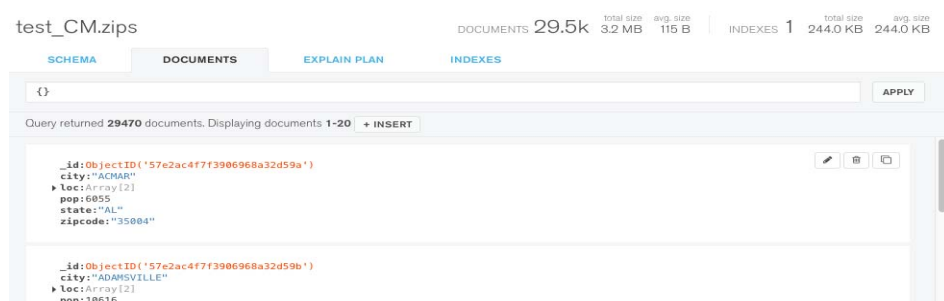 test_CM.zips
DOCUMENTS 29.5k total size 3.2 MB avg. size 115 B INDEXES 1 total size 244.0 KB avg. size 244.0 KB
SCHEMA DOCUMENTS EXPLAIN PLAN INDEXES
{} APPLY
Query returned 29470 documents. Displaying documents 1-20 + INSERT
_id:ObjectID('57e2ac4f7f3906968a32d59a')
city:"ACMAR"
loc:Array[2]
pop:6055
state:"AL"
zipcode:"35004"
_id:ObjectID('57e2ac4f7f3906968a32d59b')
city:"ADAMSVILLE"
loc:Array[2]
pop:10616